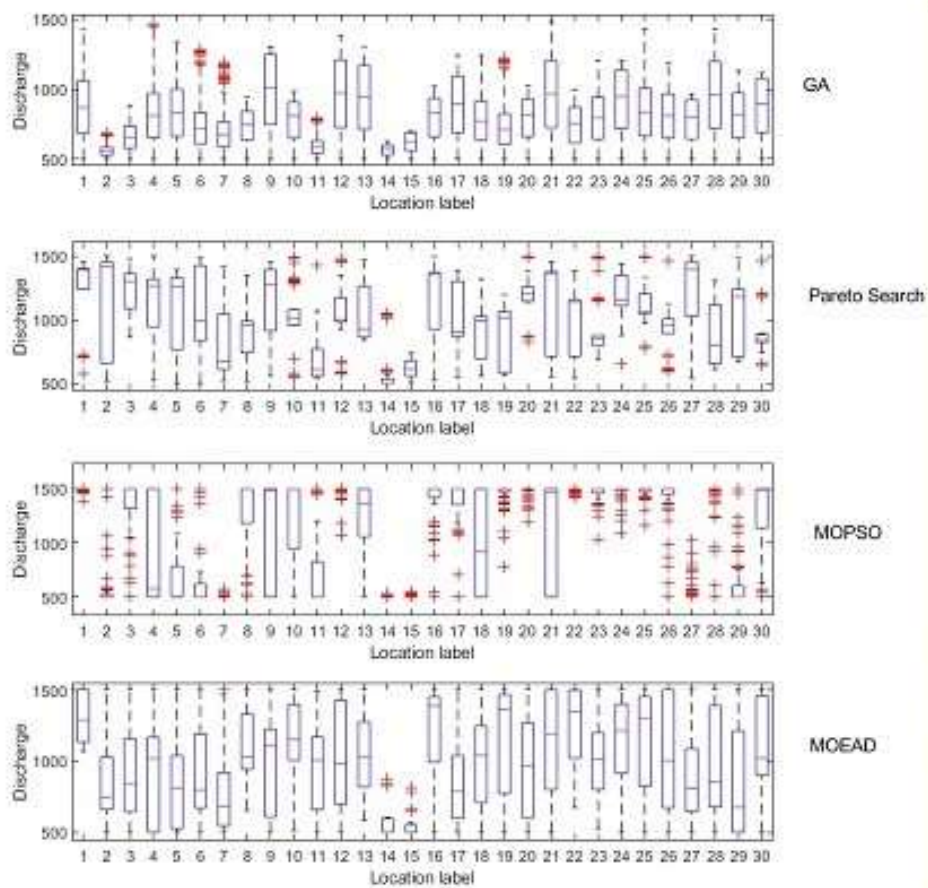 1500
1000
500
Discharge
1 2 3 4 5 6 7 8 9 10 11 12 13 14 15 16 17 18 19 20 21 22 23 24 25 26 27 28 29 30
Location label
GA
1500
1000
500
Discharge
1 2 3 4 5 6 7 8 9 10 11 12 13 14 15 16 17 18 19 20 21 22 23 24 25 26 27 28 29 30
Location label
Pareto Search
1500
1000
500
Discharge
1 2 3 4 5 6 7 8 9 10 11 12 13 14 15 16 17 18 19 20 21 22 23 24 25 26 27 28 29 30
Location label
MOPSO
1500
1000
500
Discharge
1 2 3 4 5 6 7 8 9 10 11 12 13 14 15 16 17 18 19 20 21 22 23 24 25 26 27 28 29 30
Location label
MOEAD